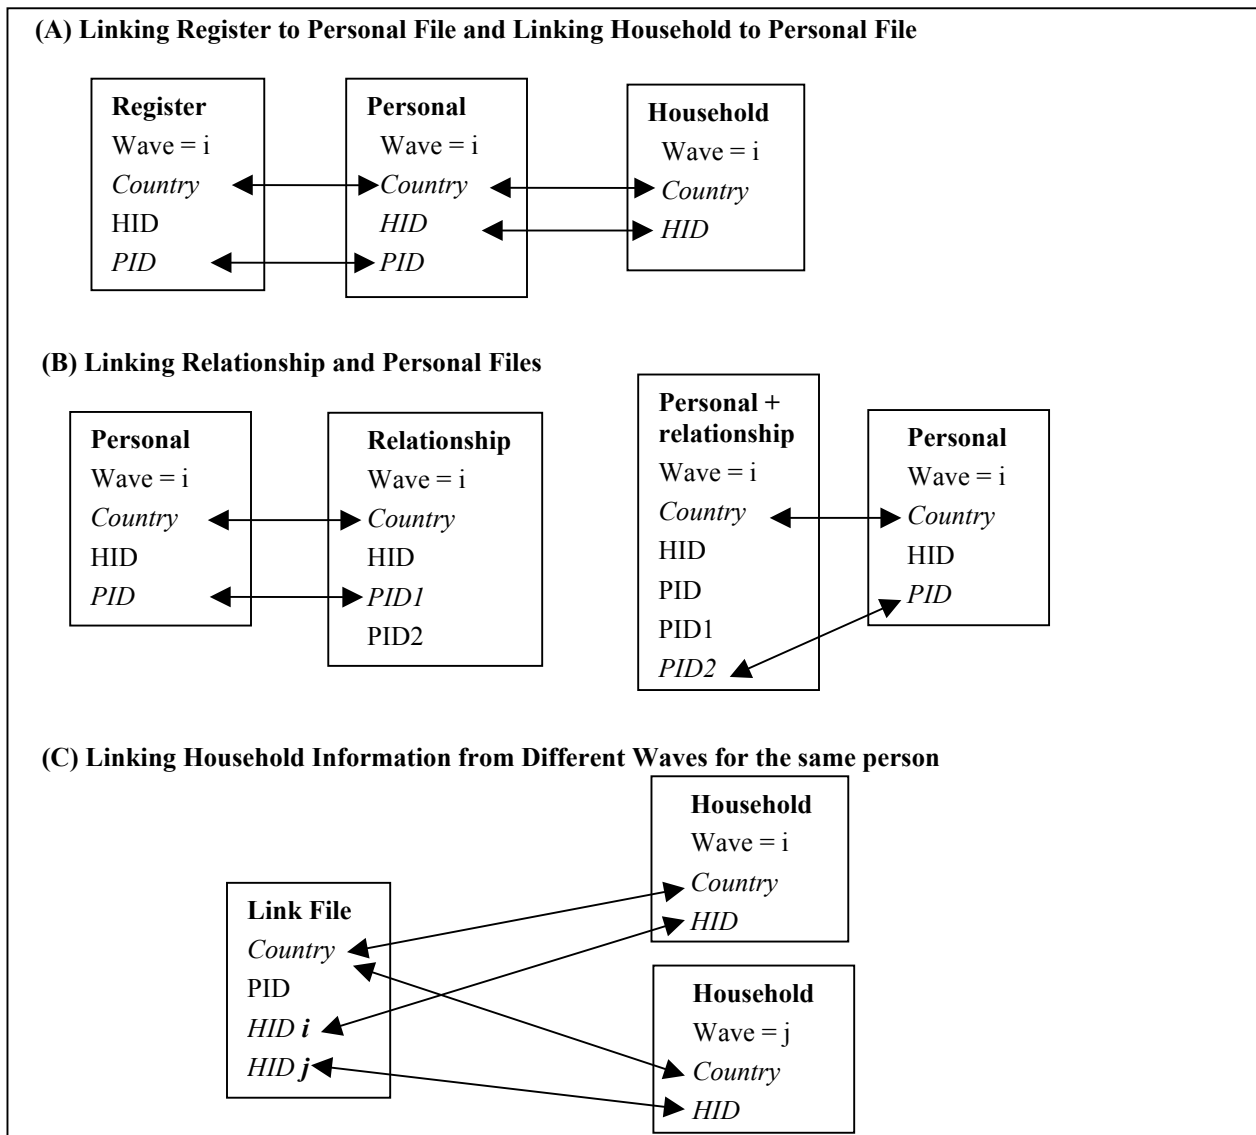 (A) Linking Register to Personal File and Linking Household to Personal File
Register
Wave = i
Country
HID
PID
Personal
Wave = i
Country
HID
PID
Household
Wave = i
Country
HID
(B) Linking Relationship and Personal Files
Personal
Wave = i
Country
HID
PID
Relationship
Wave = i
Country
HID
PID1
PID2
Personal +
relationship
Wave = i
Country
HID
PID
PID1
PID2
Personal
Wave = i
Country
HID
PID
(C) Linking Household Information from Different Waves for the same person
Link File
Country
PID
HID i
HID j
Household
Wave = i
Country
HID
Household
Wave = j
Country
HID